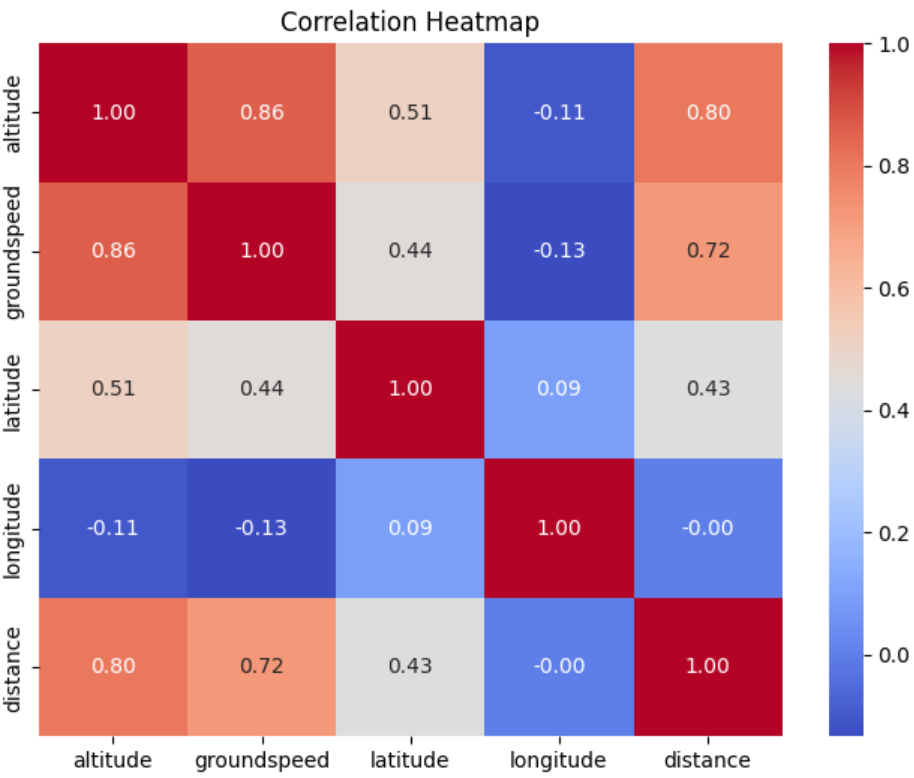 Correlation Heatmap
altitude 1.00 0.86 0.51 -0.11 0.80
groundspeed 0.86 1.00 0.44 -0.13 0.72
latitude 0.51 0.44 1.00 0.09 0.43
longitude -0.11 -0.13 0.09 1.00 -0.00
distance 0.80 0.72 0.43 -0.00 1.00
altitude groundspeed latitude longitude distance
1.0
0.8
0.6
0.4
0.2
0.0